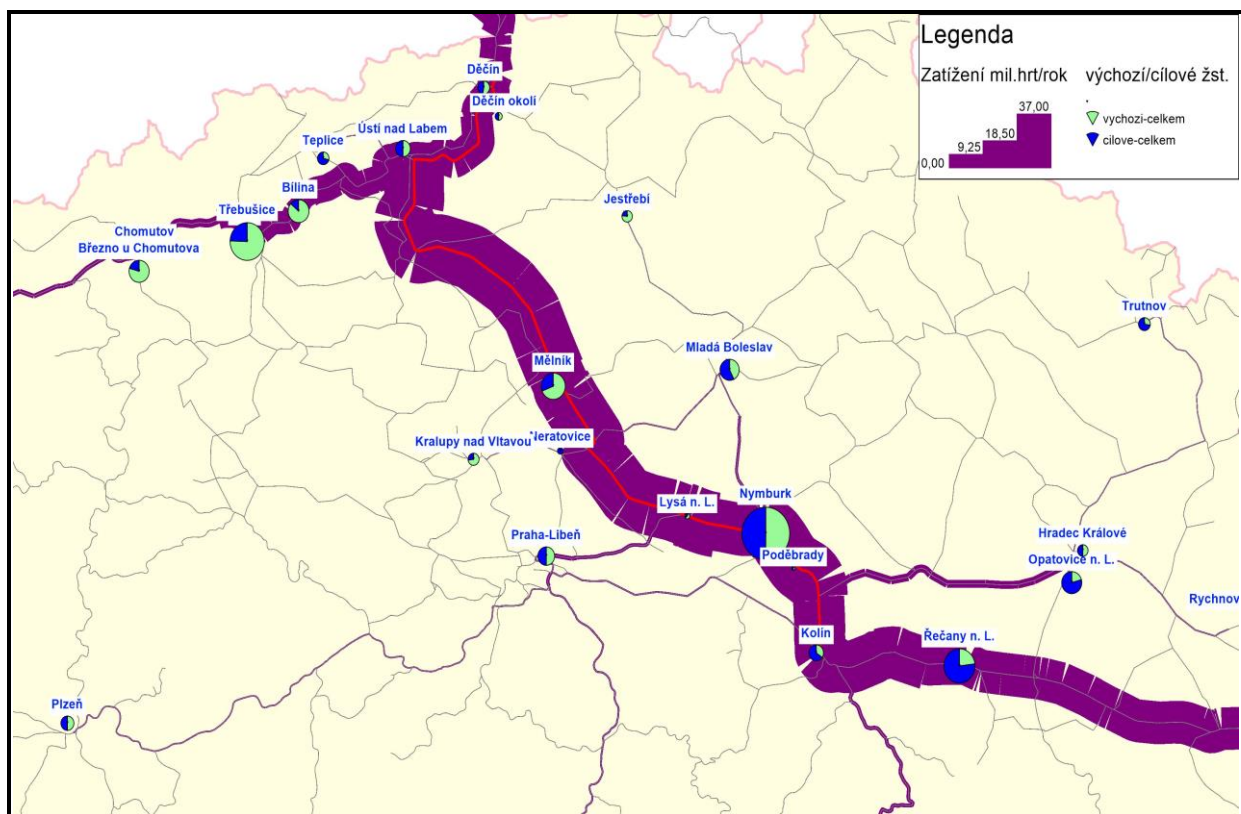 Legenda
Zatížení mil.hrt/rok
výchozí/cílové žst.
37,00
18,50
9,25
0,00
vychozi-celkem
cilove-celkem
Děčín
Děčín okolí
Ústí nad Labem
Teplice
Bílina
Třebušice
Chomutov
Březno u Chomutova
Jestřebí
Trutnov
Mladá Boleslav
Mělník
Neratovice
Kralupy nad Vltavou
Lysá n. L.
Nymburk
Praha-Libeň
Poděbrady
Hradec Králové
Opatovice n. L.
Rychnov
Kolín
Řečany n. L.
Plzeň